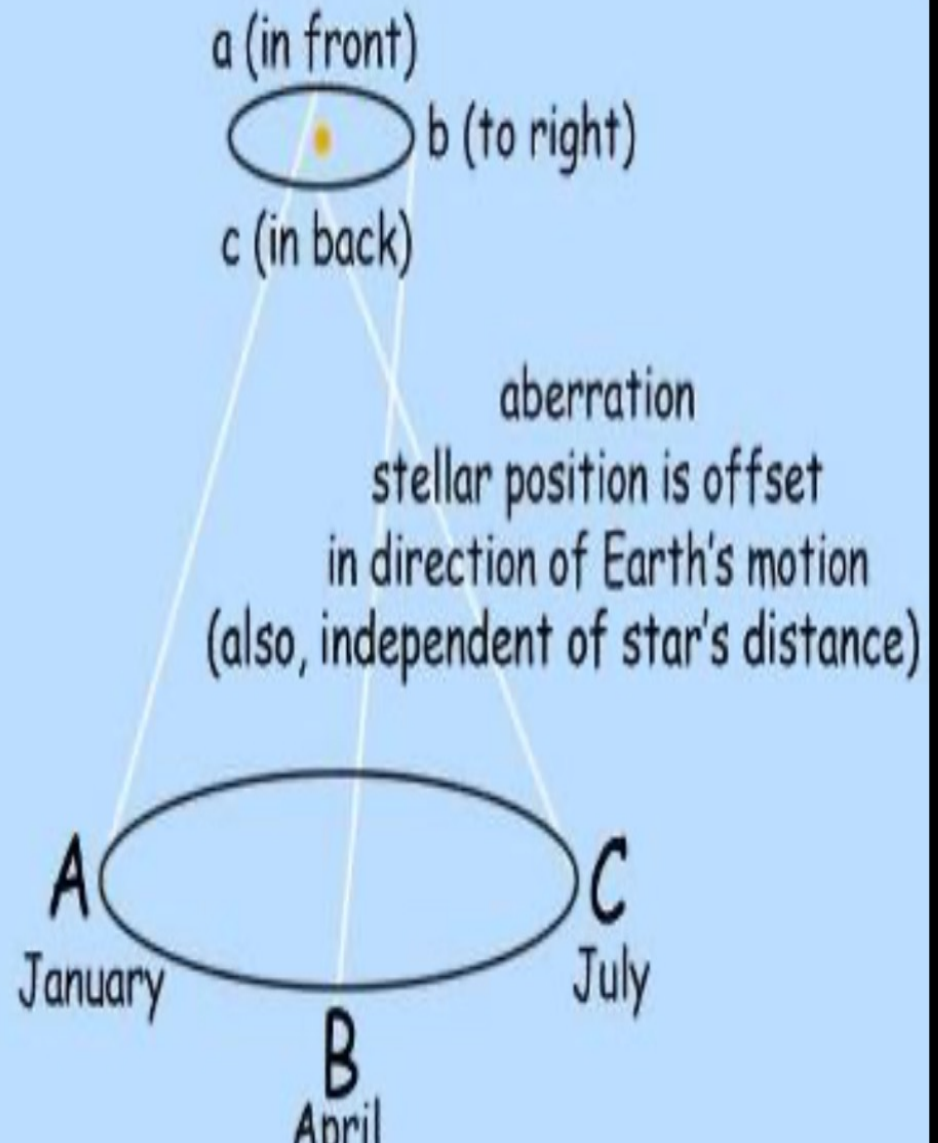 a (in front)
b (to right)
c (in back)
aberration
stellar position is offset
in direction of Earth's motion
(also, independent of star's distance)
A
C
January
July
B
April